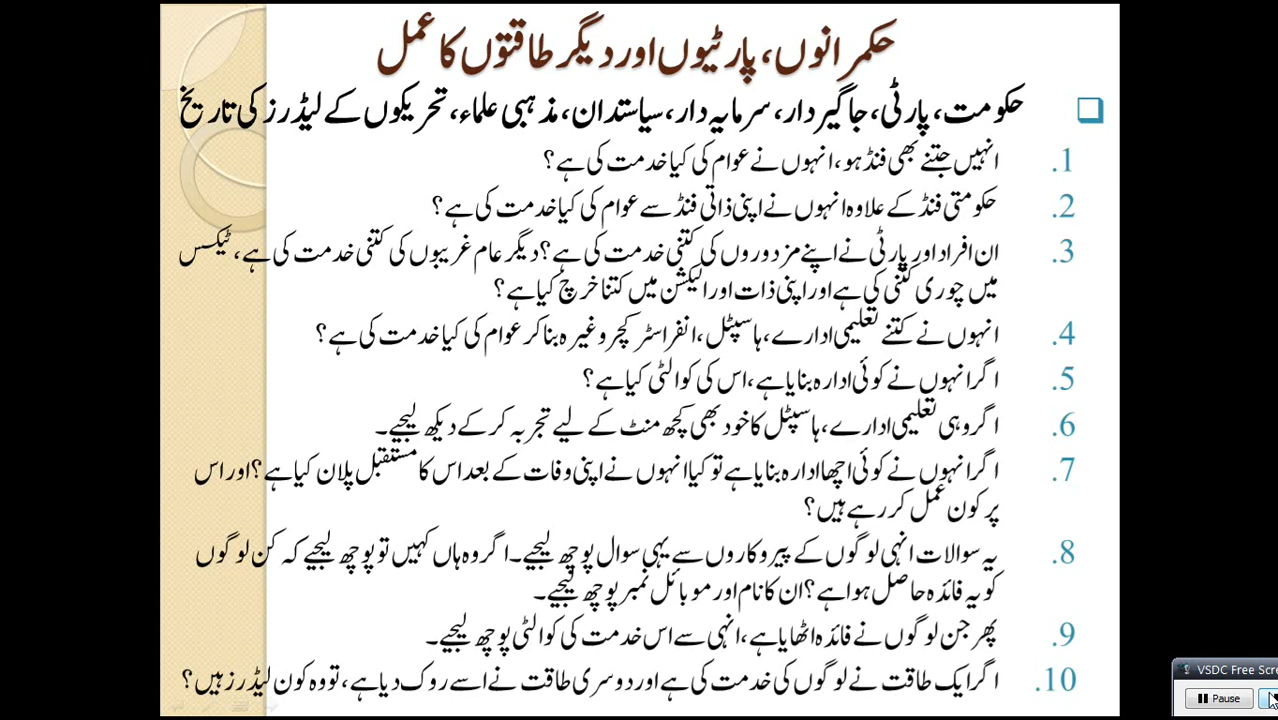 حکمرانوں، پارٹیوں اور دیگر طاقتوں کا عمل
❑ حکومت، پارٹی، جاگیر دار، سرمایہ دار، سیاستدان، مذہبی علماء، تحریکوں کے لیڈرز کی تاریخ
1. انہیں جتنے بھی فنڈ ہو، انہوں نے عوام کی کیا خدمت کی ہے؟
2. حکومتی فنڈ کے علاوہ انہوں نے اپنی ذاتی فنڈ سے عوام کی کیا خدمت کی ہے؟
3. ان افراد اور پارٹی نے اپنے مزدوروں کی کتنی خدمت کی ہے؟ دیگر عام غریبوں کی کتنی خدمت کی ہے، ٹیکسس
میں چوری کتنی کی ہے اور اپنی ذات اور الیکشن میں کتنا خرچ کیا ہے؟
4. انہوں نے کتنے تعلیمی ادارے، ہاسپٹل، انفراسٹرکچر وغیرہ بنا کر عوام کی کیا خدمت کی ہے؟
5. اگر انہوں نے کوئی ادارہ بنایا ہے، اس کی کوالٹی کیا ہے؟
6. اگر وہی تعلیمی ادارے، ہاسپٹل کا خود بھی کچھ منٹ کے لیے تجربہ کر کے دیکھ لیجیے۔
7. اگر انہوں نے کوئی اچھا ادارہ بنایا ہے تو کیا انہوں نے اپنی وفات کے بعد اس کا مستقبل پلان کیا ہے؟ اور اس
پر کون عمل کر رہے ہیں؟
8. یہ سوالات انہی لوگوں کے پیروکاروں سے یہی سوال پوچھ لیجیے۔ اگر وہ ہاں کہیں تو پوچھ لیجیے کہ کن لوگوں
کو یہ فائدہ حاصل ہوا ہے؟ ان کا نام اور موبائل نمبر پوچھ لیجیے۔
9. پھر جن لوگوں نے فائدہ اٹھایا ہے، انہی سے اس خدمت کی کوالٹی پوچھ لیجیے۔
10. اگر ایک طاقت نے لوگوں کی خدمت کی ہے اور دوسری طاقت نے اسے روک دیا ہے، تو وہ کون لیڈرز ہیں؟
VSDC Free Scre
Pause